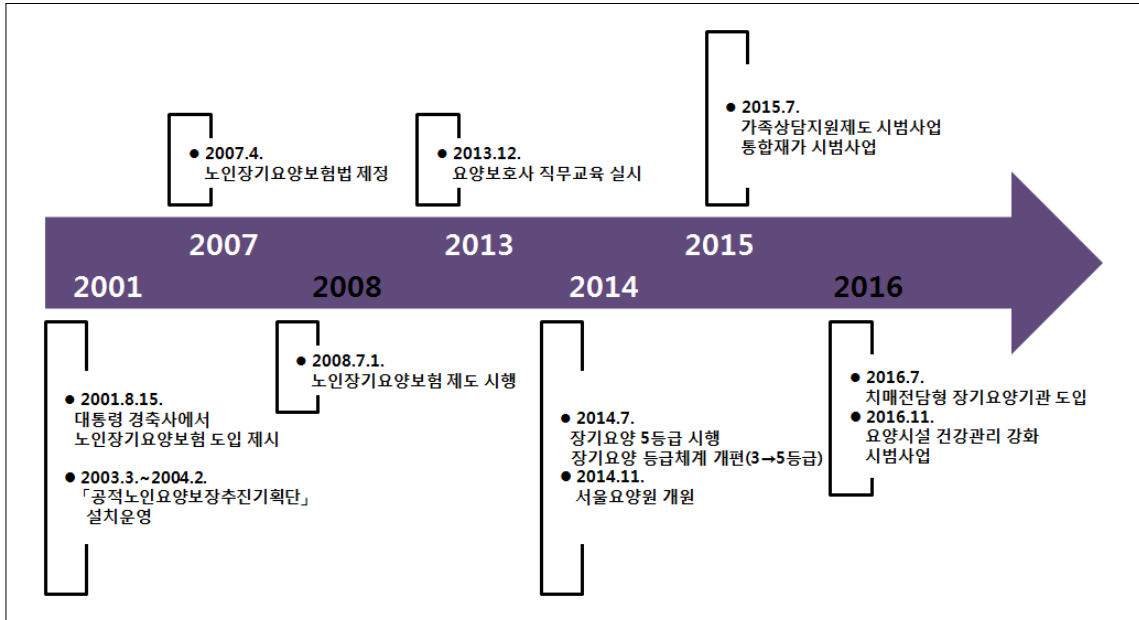 ● 2015.7.
가족상담지원제도 시범사업
통합재가 시범사업
● 2007.4.
노인장기요양보험법 제정
● 2013.12.
요양보호사 직무교육 실시
2007
2013
2015
2001
2008
2014
2016
● 2001.8.15.
대통령 경축사에서
노인장기요양보험 도입 제시
● 2003.3.~2004.2.
「공적노인요양보장추진기획단」
설치운영
● 2008.7.1.
노인장기요양보험 제도 시행
● 2014.7.
장기요양 5등급 시행
장기요양 등급체계 개편(3→5등급)
● 2014.11.
서울요양원 개원
● 2016.7.
치매전담형 장기요양기관 도입
● 2016.11.
요양시설 건강관리 강화
시범사업